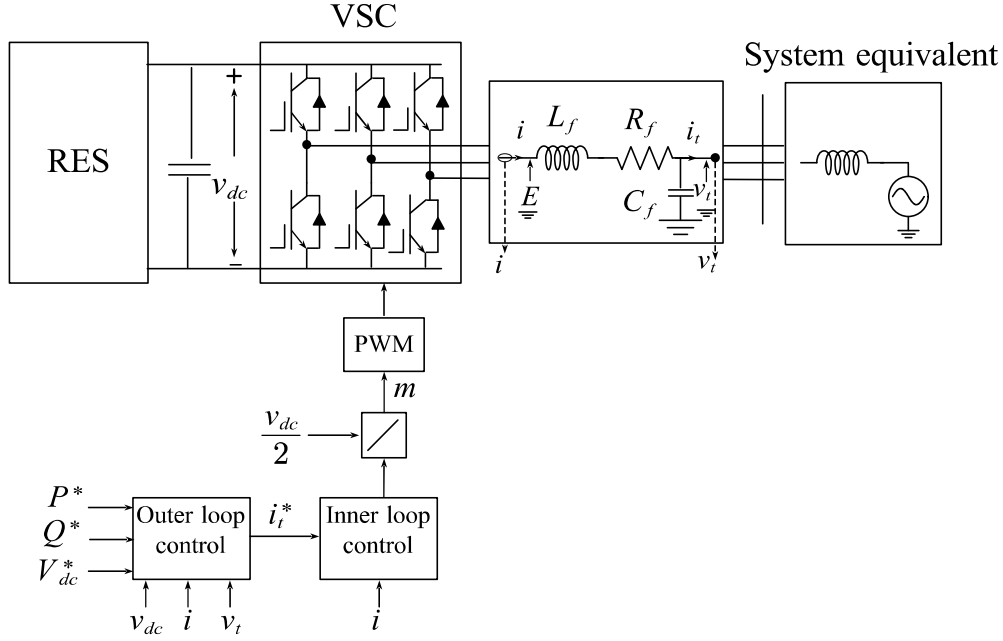 VSC
System equivalent
RES
+
v_dc
−
i
L_f
R_f
i_t
E
C_f
v_t
i
v_t
PWM
m
v_dc
2
P*
Q*
V*_dc
Outer loop
control
i*_t
Inner loop
control
v_dc
i
v_t
i